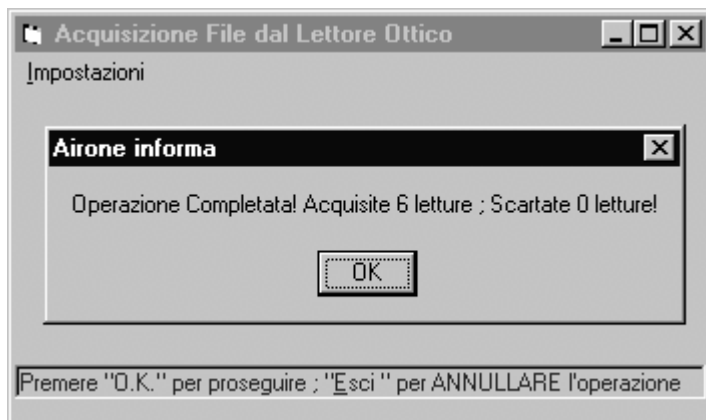 Acquisizione File dal Lettore Ottico
Impostazioni
Airone informa
Operazione Completata! Acquisite 6 letture ; Scartate 0 letture!
OK
Premere "O.K." per proseguire ; "Esci " per ANNULLARE l'operazione